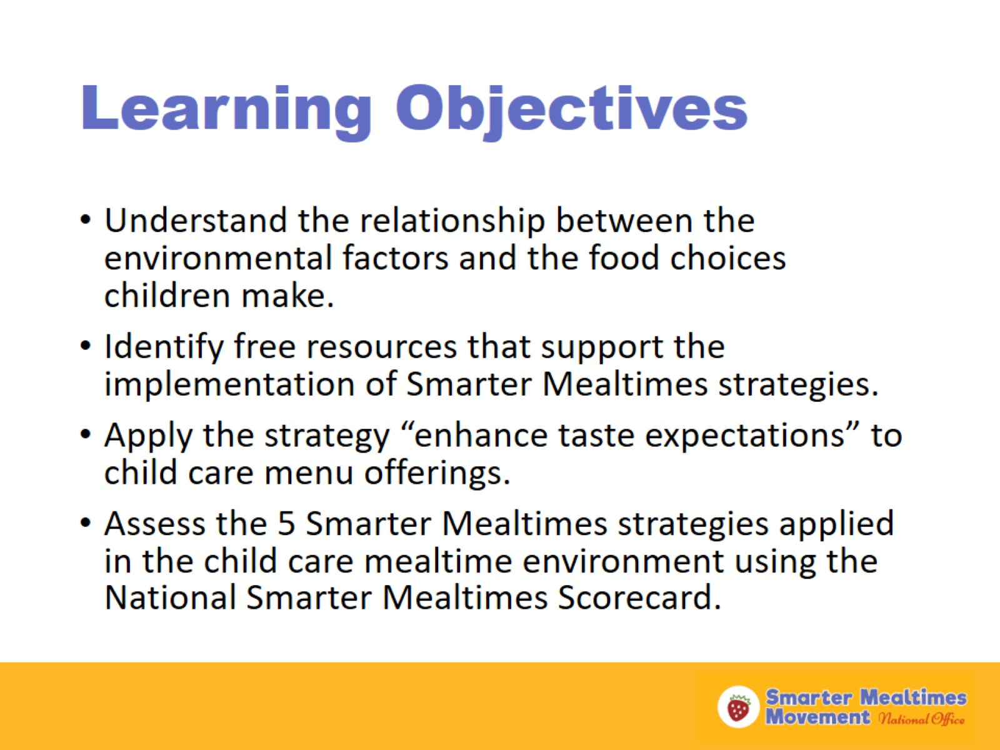 Learning Objectives
• Understand the relationship between the
environmental factors and the food choices
children make.
• Identify free resources that support the
implementation of Smarter Mealtimes strategies.
• Apply the strategy “enhance taste expectations” to
child care menu offerings.
• Assess the 5 Smarter Mealtimes strategies applied
in the child care mealtime environment using the
National Smarter Mealtimes Scorecard.
Smarter Mealtimes
Movement National Office